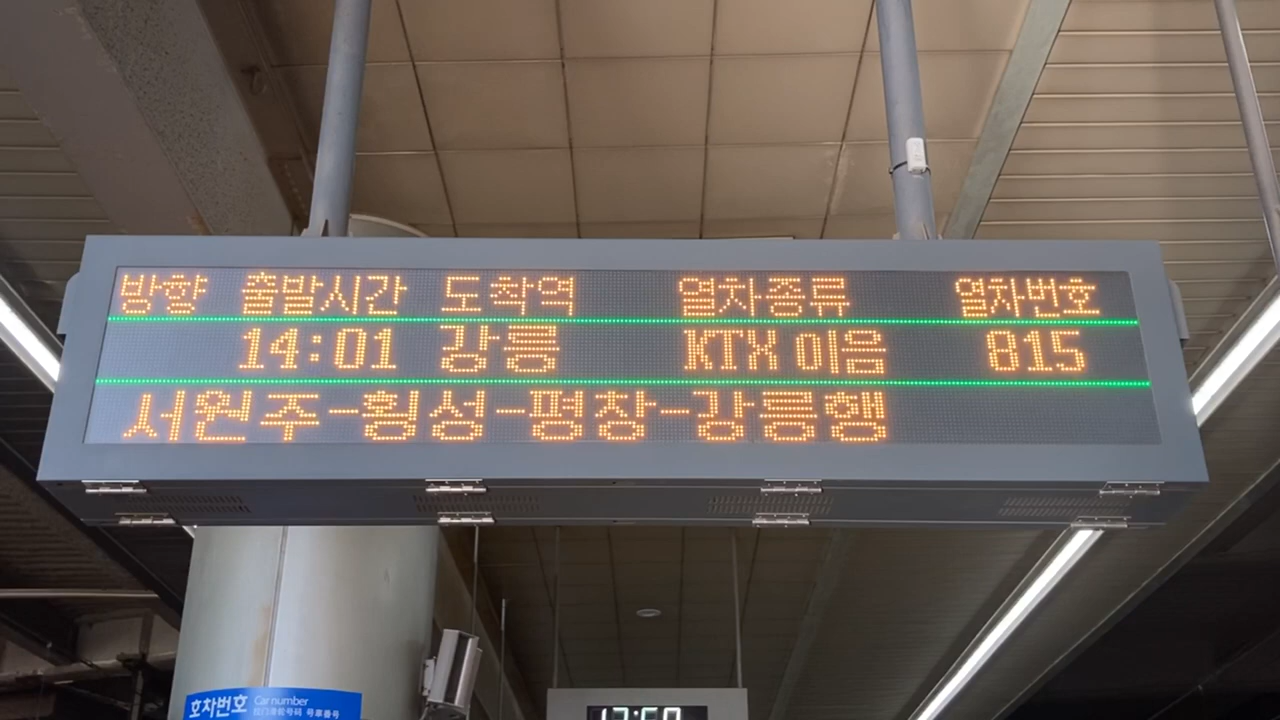 방향 출발시간 도착역 열차종류 열차번호
14:01 강릉 KTX 이음 815
서원주-횡성-평창-강릉행
호차번호 Car number